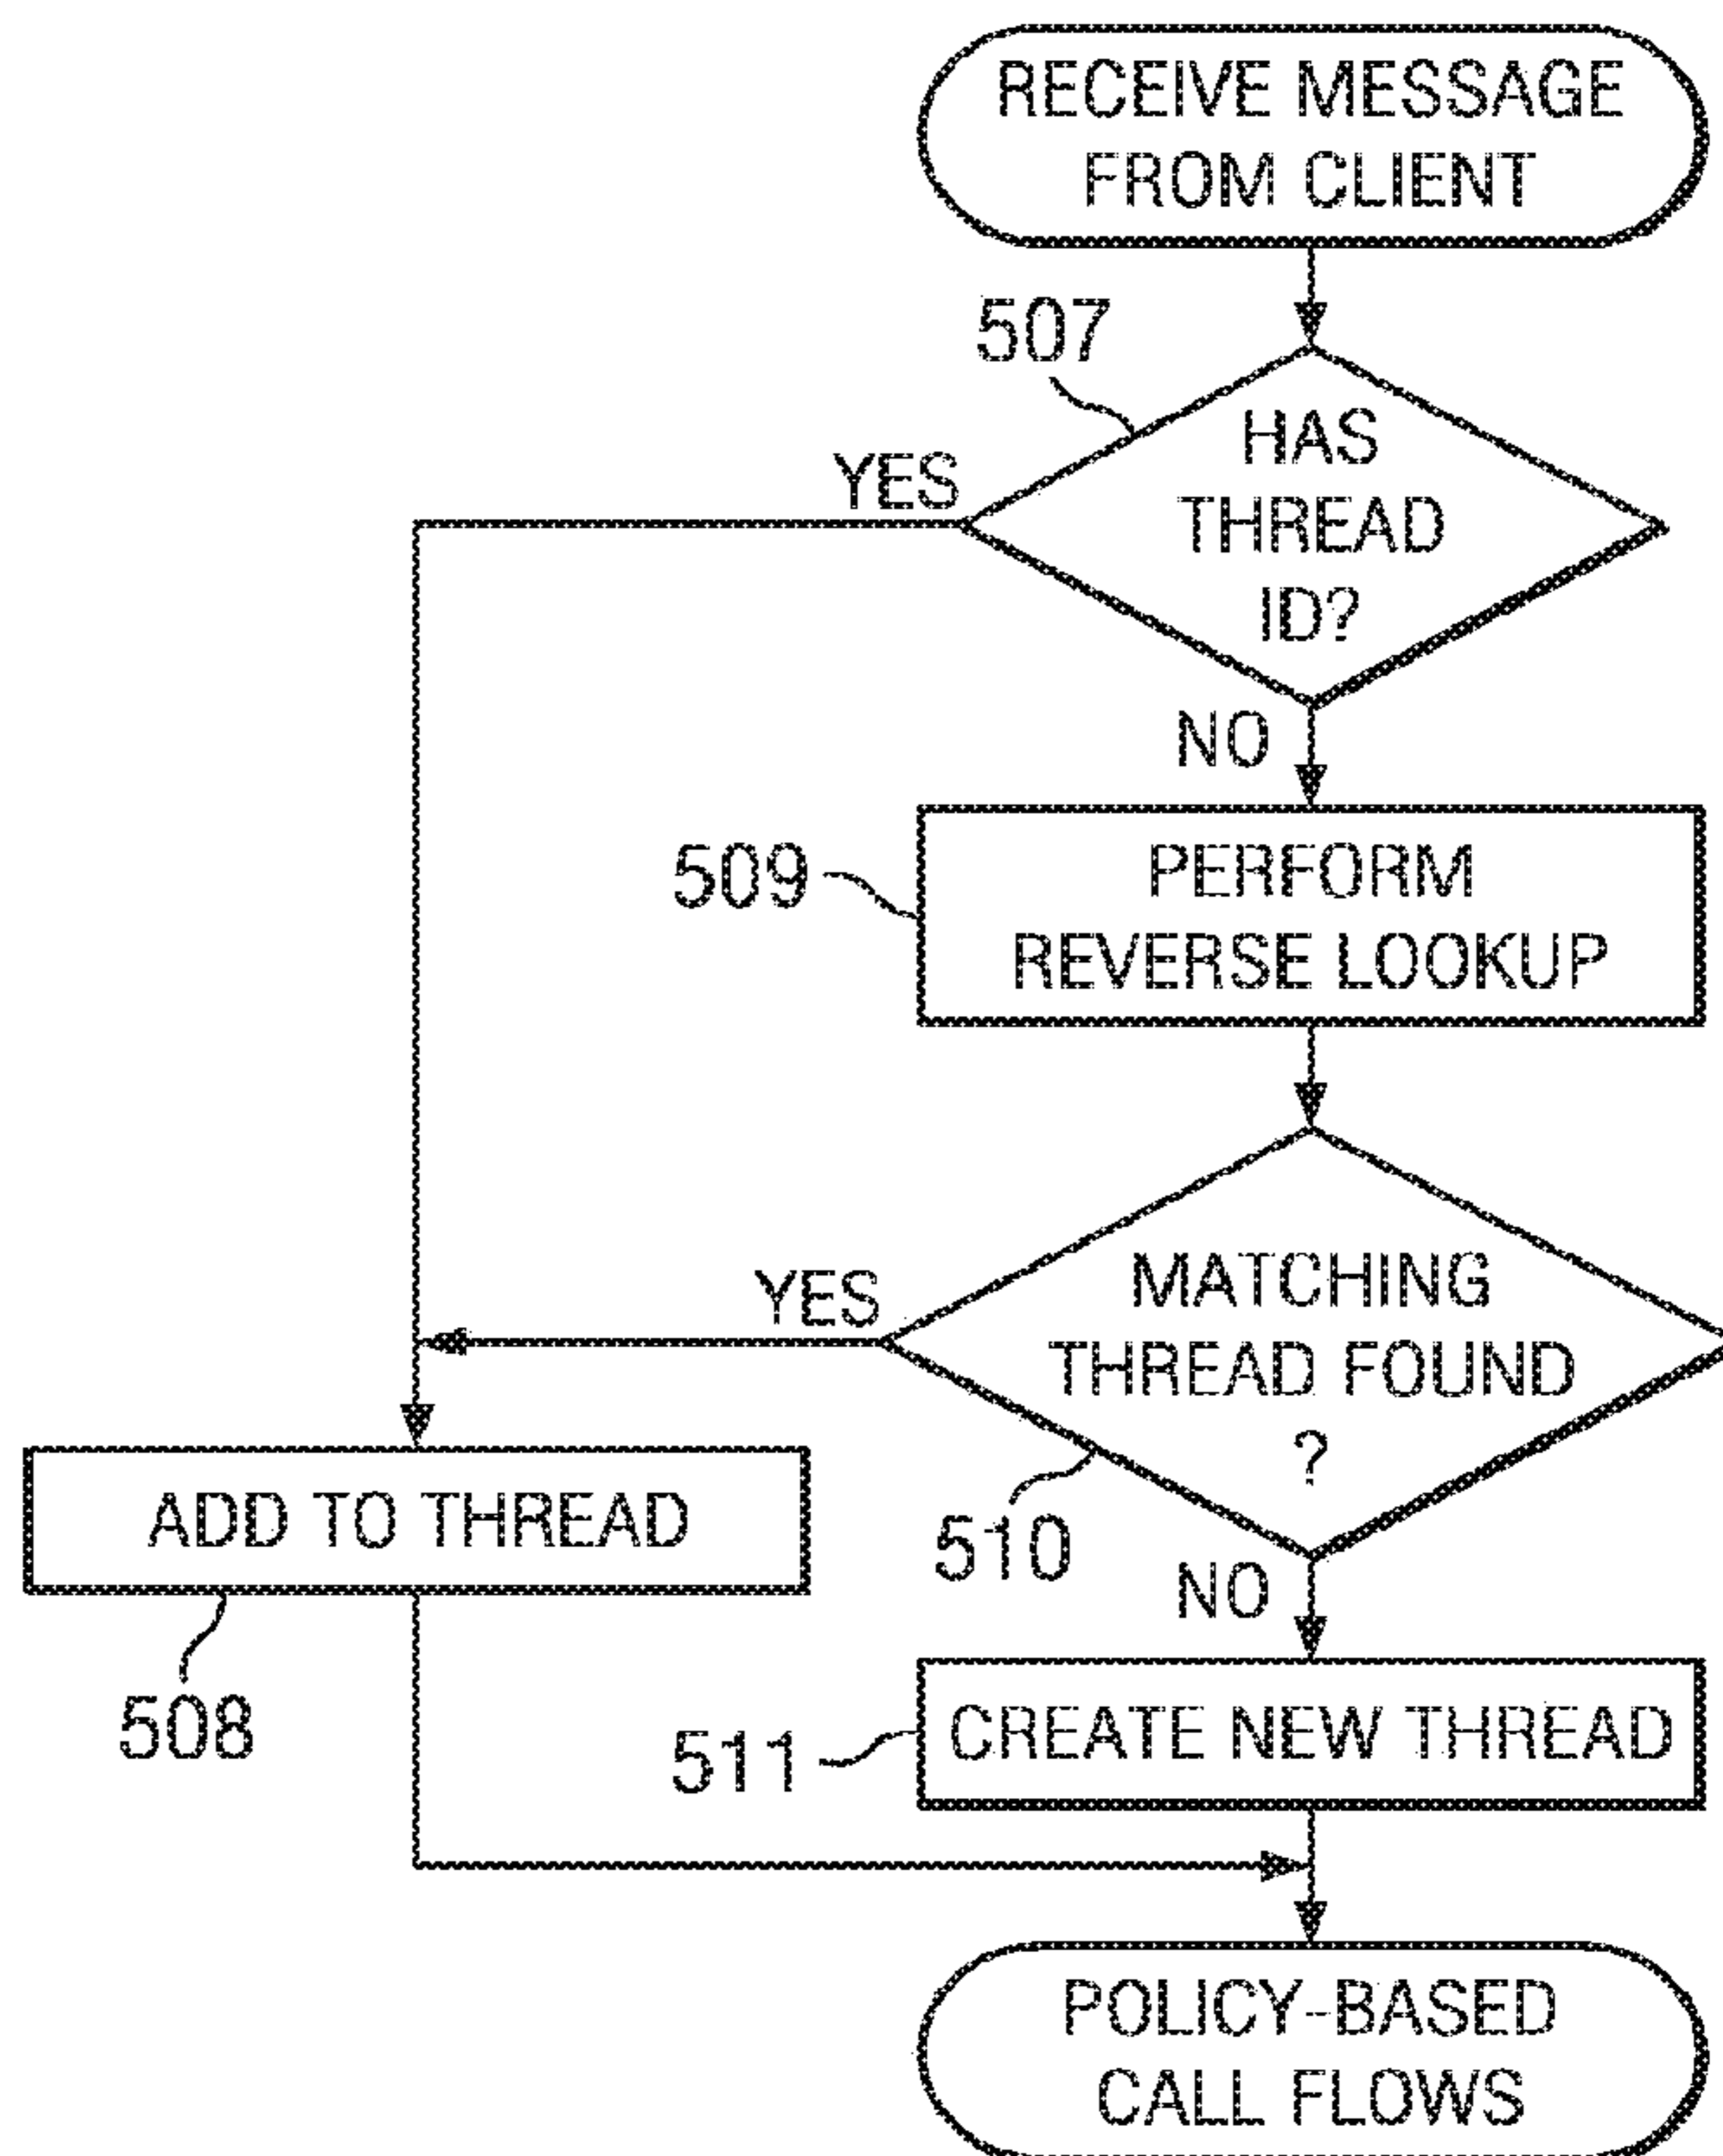 RECEIVE MESSAGE
FROM CLIENT
507
HAS
THREAD
ID?
YES
NO
509
PERFORM
REVERSE LOOKUP
YES
MATCHING
THREAD FOUND
?
510
NO
ADD TO THREAD
508
511
CREATE NEW THREAD
POLICY-BASED
CALL FLOWS